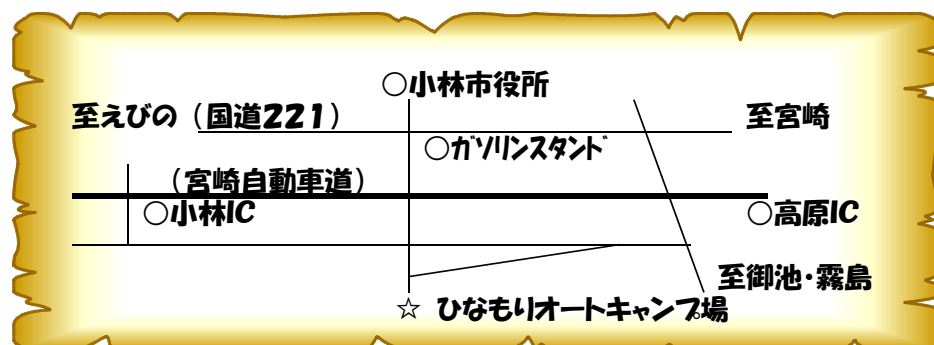 ○小林市役所
至えびの（国道221）
至宮崎
○ガソリンスタンド
（宮崎自動車道）
○小林IC
○高原IC
至御池・霧島
☆ ひなもりオートキャンプ場